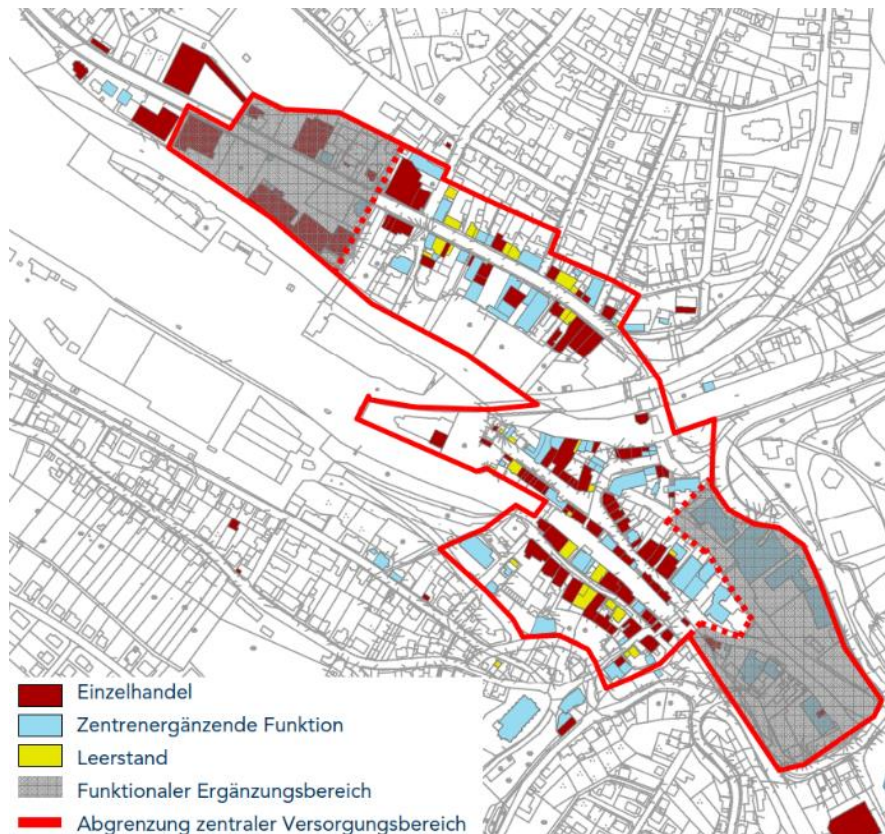 Einzelhandel
Zentrenergänzende Funktion
Leerstand
Funktionaler Ergänzungsbereich
Abgrenzung zentraler Versorgungsbereich